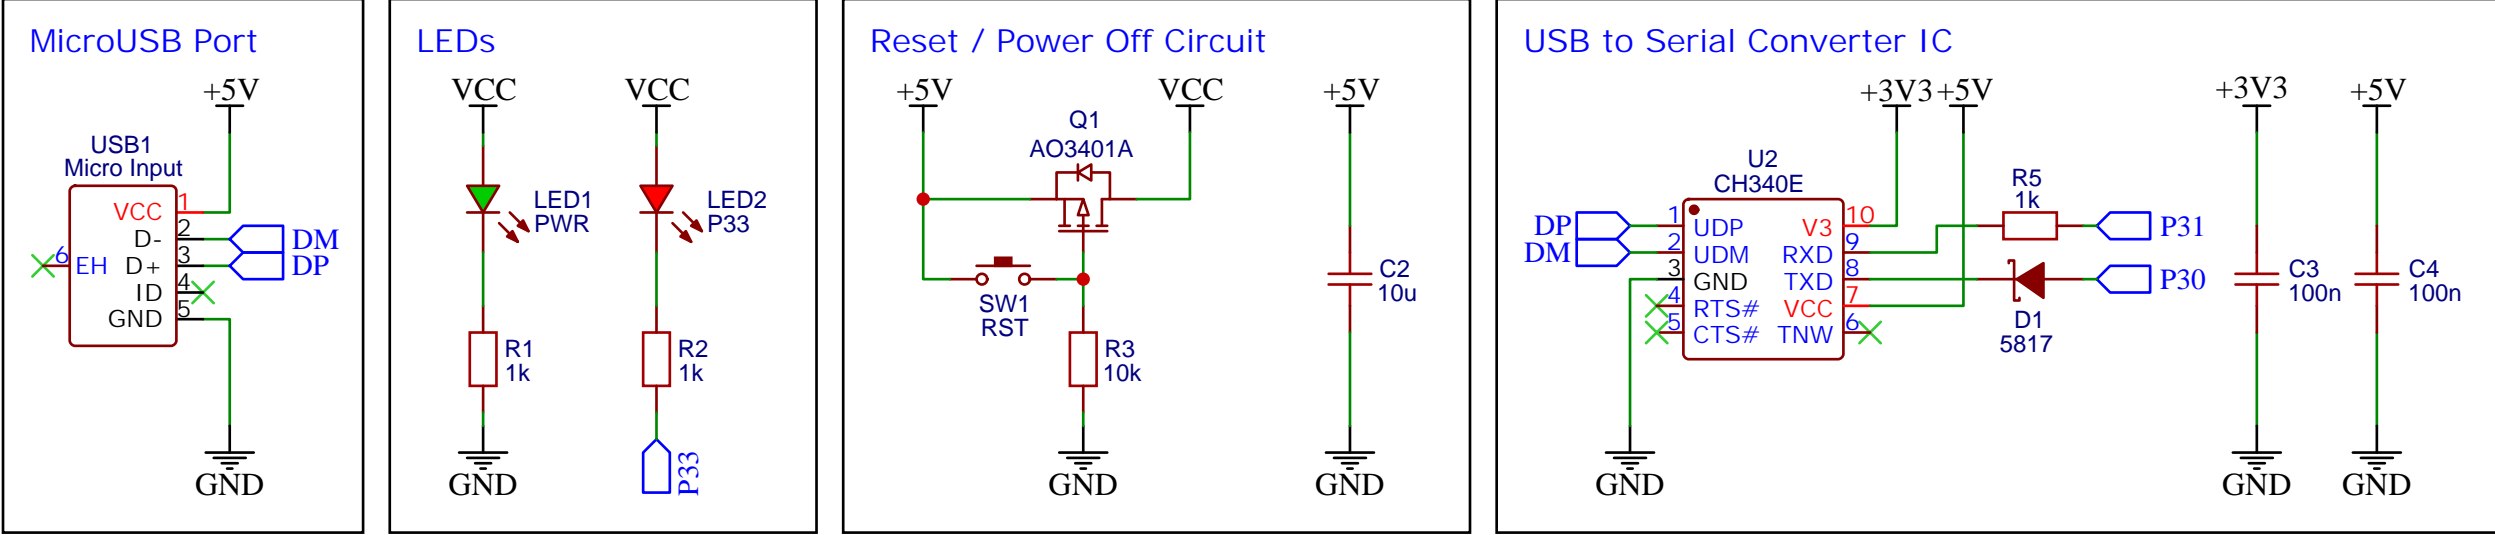 MicroUSB Port
+5V
USB1
Micro Input
VCC
1
D-
2
DM
6
EH
D+
3
DP
ID
4
GND
5
GND
LEDs
VCC
VCC
LED1
PWR
LED2
P33
R1
1k
R2
1k
GND
P33
Reset / Power Off Circuit
+5V
VCC
+5V
Q1
AO3401A
SW1
RST
C2
10u
R3
10k
GND
GND
USB to Serial Converter IC
+3V3
+5V
+3V3
+5V
U2
CH340E
DP
1
UDP
V3
10
DM
2
UDM
RXD
9
3
GND
TXD
8
4
RTS#
VCC
7
5
CTS#
TNW
6
R5
1k
P31
P30
D1
5817
C3
100n
C4
100n
GND
GND
GND